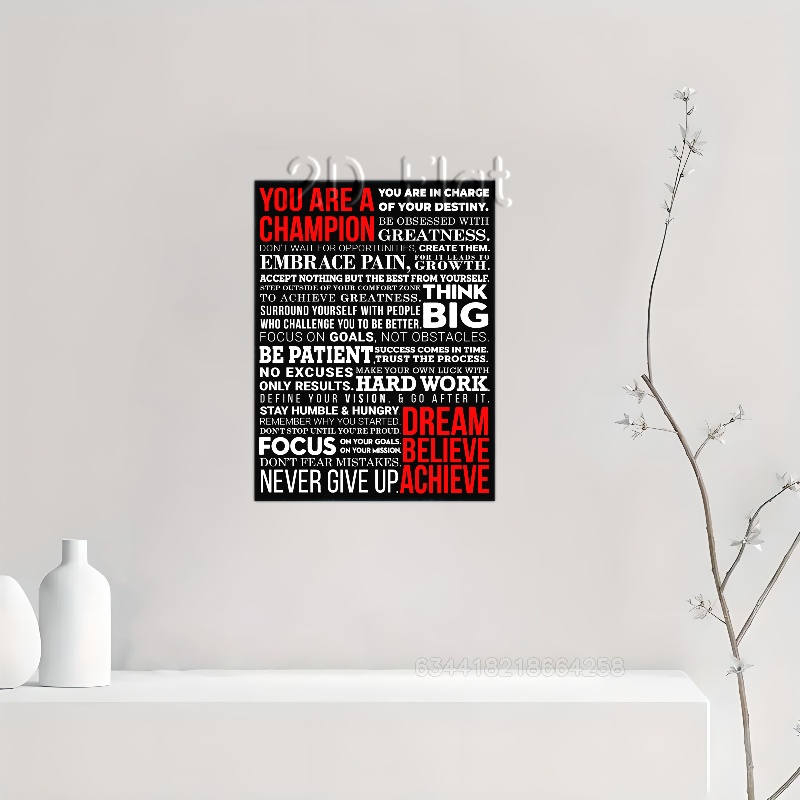 2D Flat
YOU ARE A
CHAMPION
YOU ARE IN CHARGE
OF YOUR DESTINY.
BE OBSESSED WITH
GREATNESS.
DON'T WAIT FOR OPPORTUNITIES, CREATE THEM.
EMBRACE PAIN, FOR IT LEADS TO
GROWTH.
ACCEPT NOTHING BUT THE BEST FROM YOURSELF.
STEP OUTSIDE OF YOUR COMFORT ZONE
TO ACHIEVE GREATNESS.
THINK
BIG
SURROUND YOURSELF WITH PEOPLE
WHO CHALLENGE YOU TO BE BETTER.
FOCUS ON GOALS, NOT OBSTACLES.
BE PATIENT,
SUCCESS COMES IN TIME.
TRUST THE PROCESS.
NO EXCUSES
ONLY RESULTS.
MAKE YOUR OWN LUCK WITH
HARD WORK.
DEFINE YOUR VISION, & GO AFTER IT.
STAY HUMBLE & HUNGRY
REMEMBER WHY YOU STARTED.
DON'T STOP UNTIL YOU'RE PROUD.
FOCUS
ON YOUR GOALS.
ON YOUR MISSION.
DON'T FEAR MISTAKES.
NEVER GIVE UP.
DREAM
BELIEVE
ACHIEVE
634418218664258